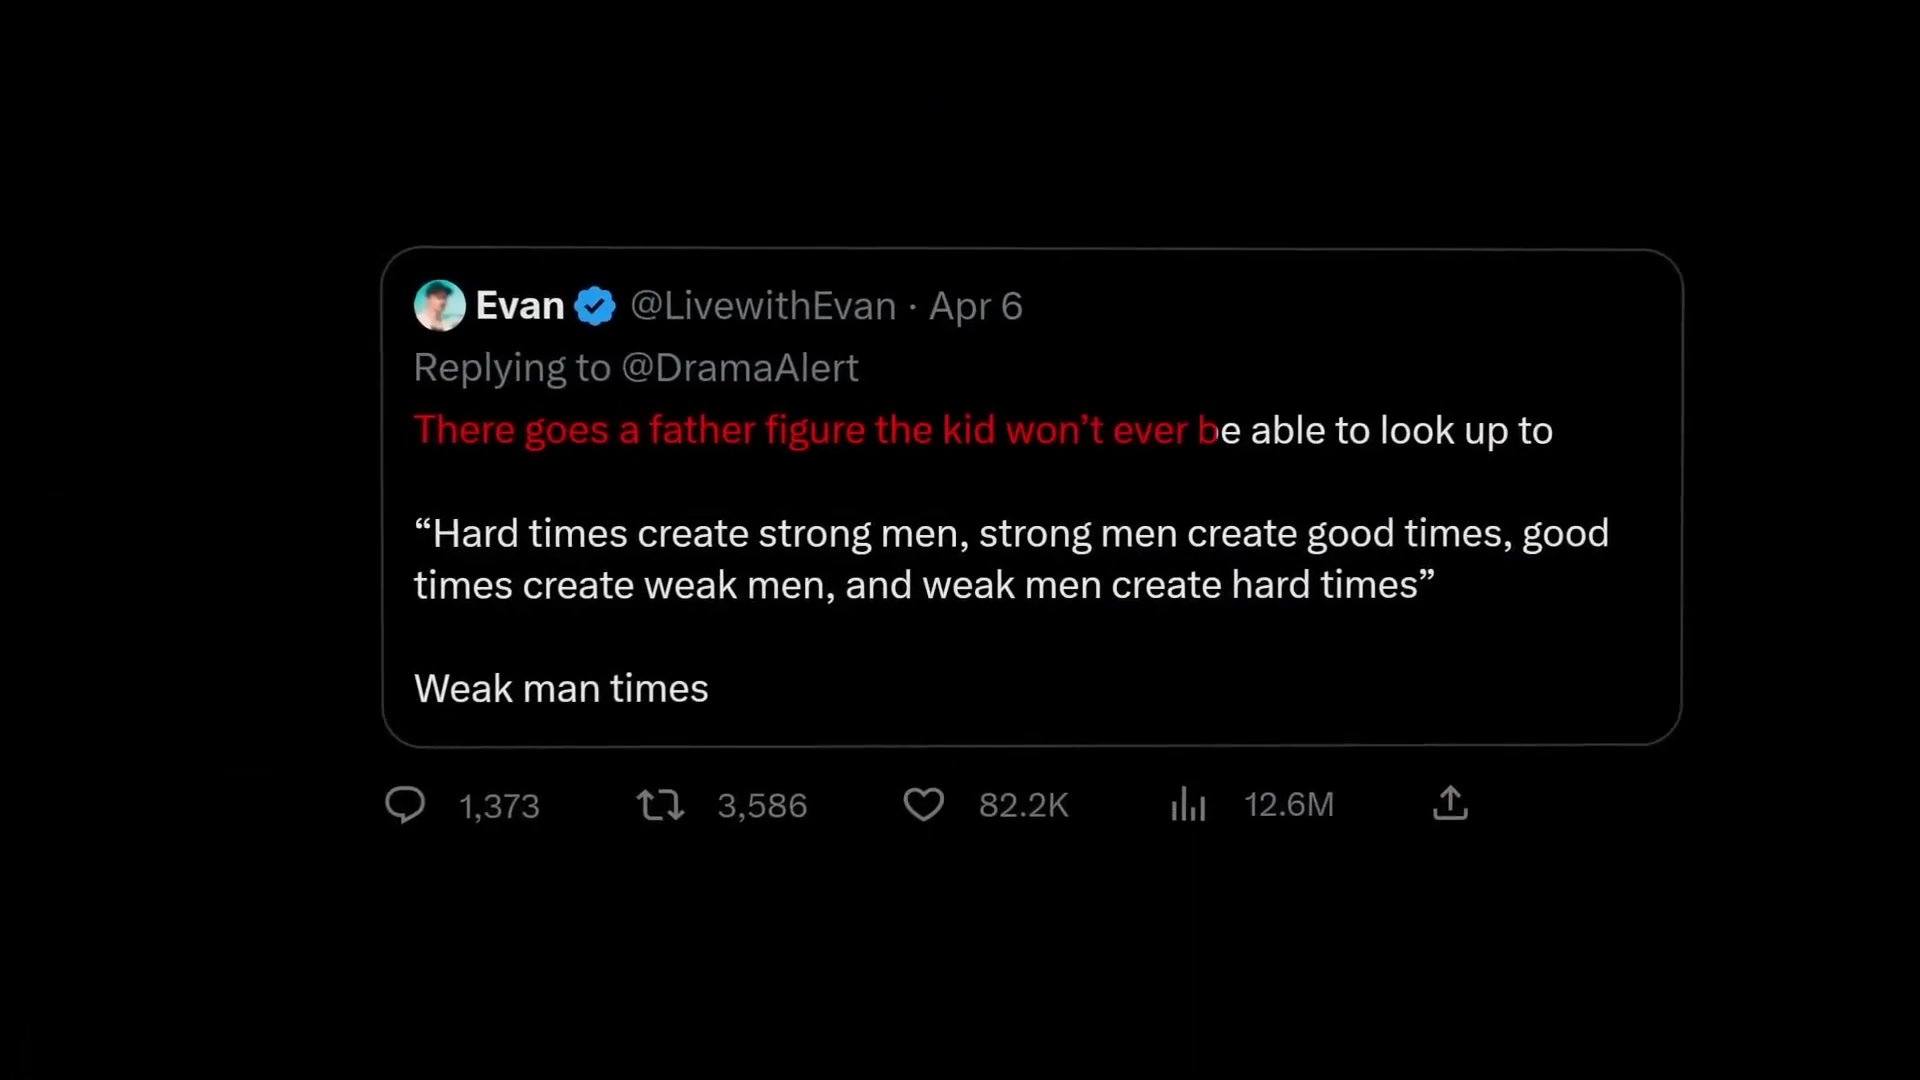 Evan @LivewithEvan · Apr 6
Replying to @DramaAlert
There goes a father figure the kid won’t ever be able to look up to
“Hard times create strong men, strong men create good times, good
times create weak men, and weak men create hard times”
Weak man times
1,373 3,586 82.2K 12.6M